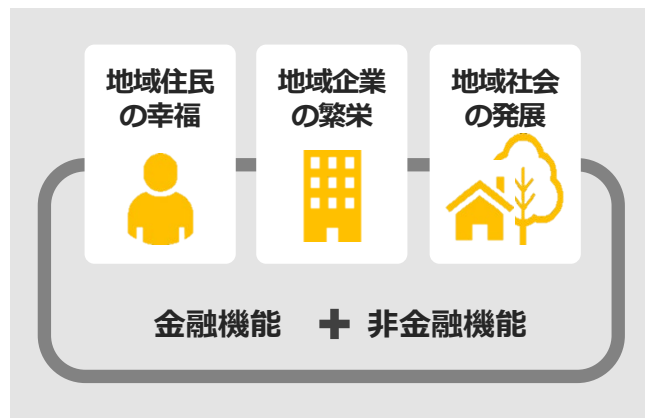 地域住民
の幸福
地域企業
の繁栄
地域社会
の発展
金融機能 ✚ 非金融機能